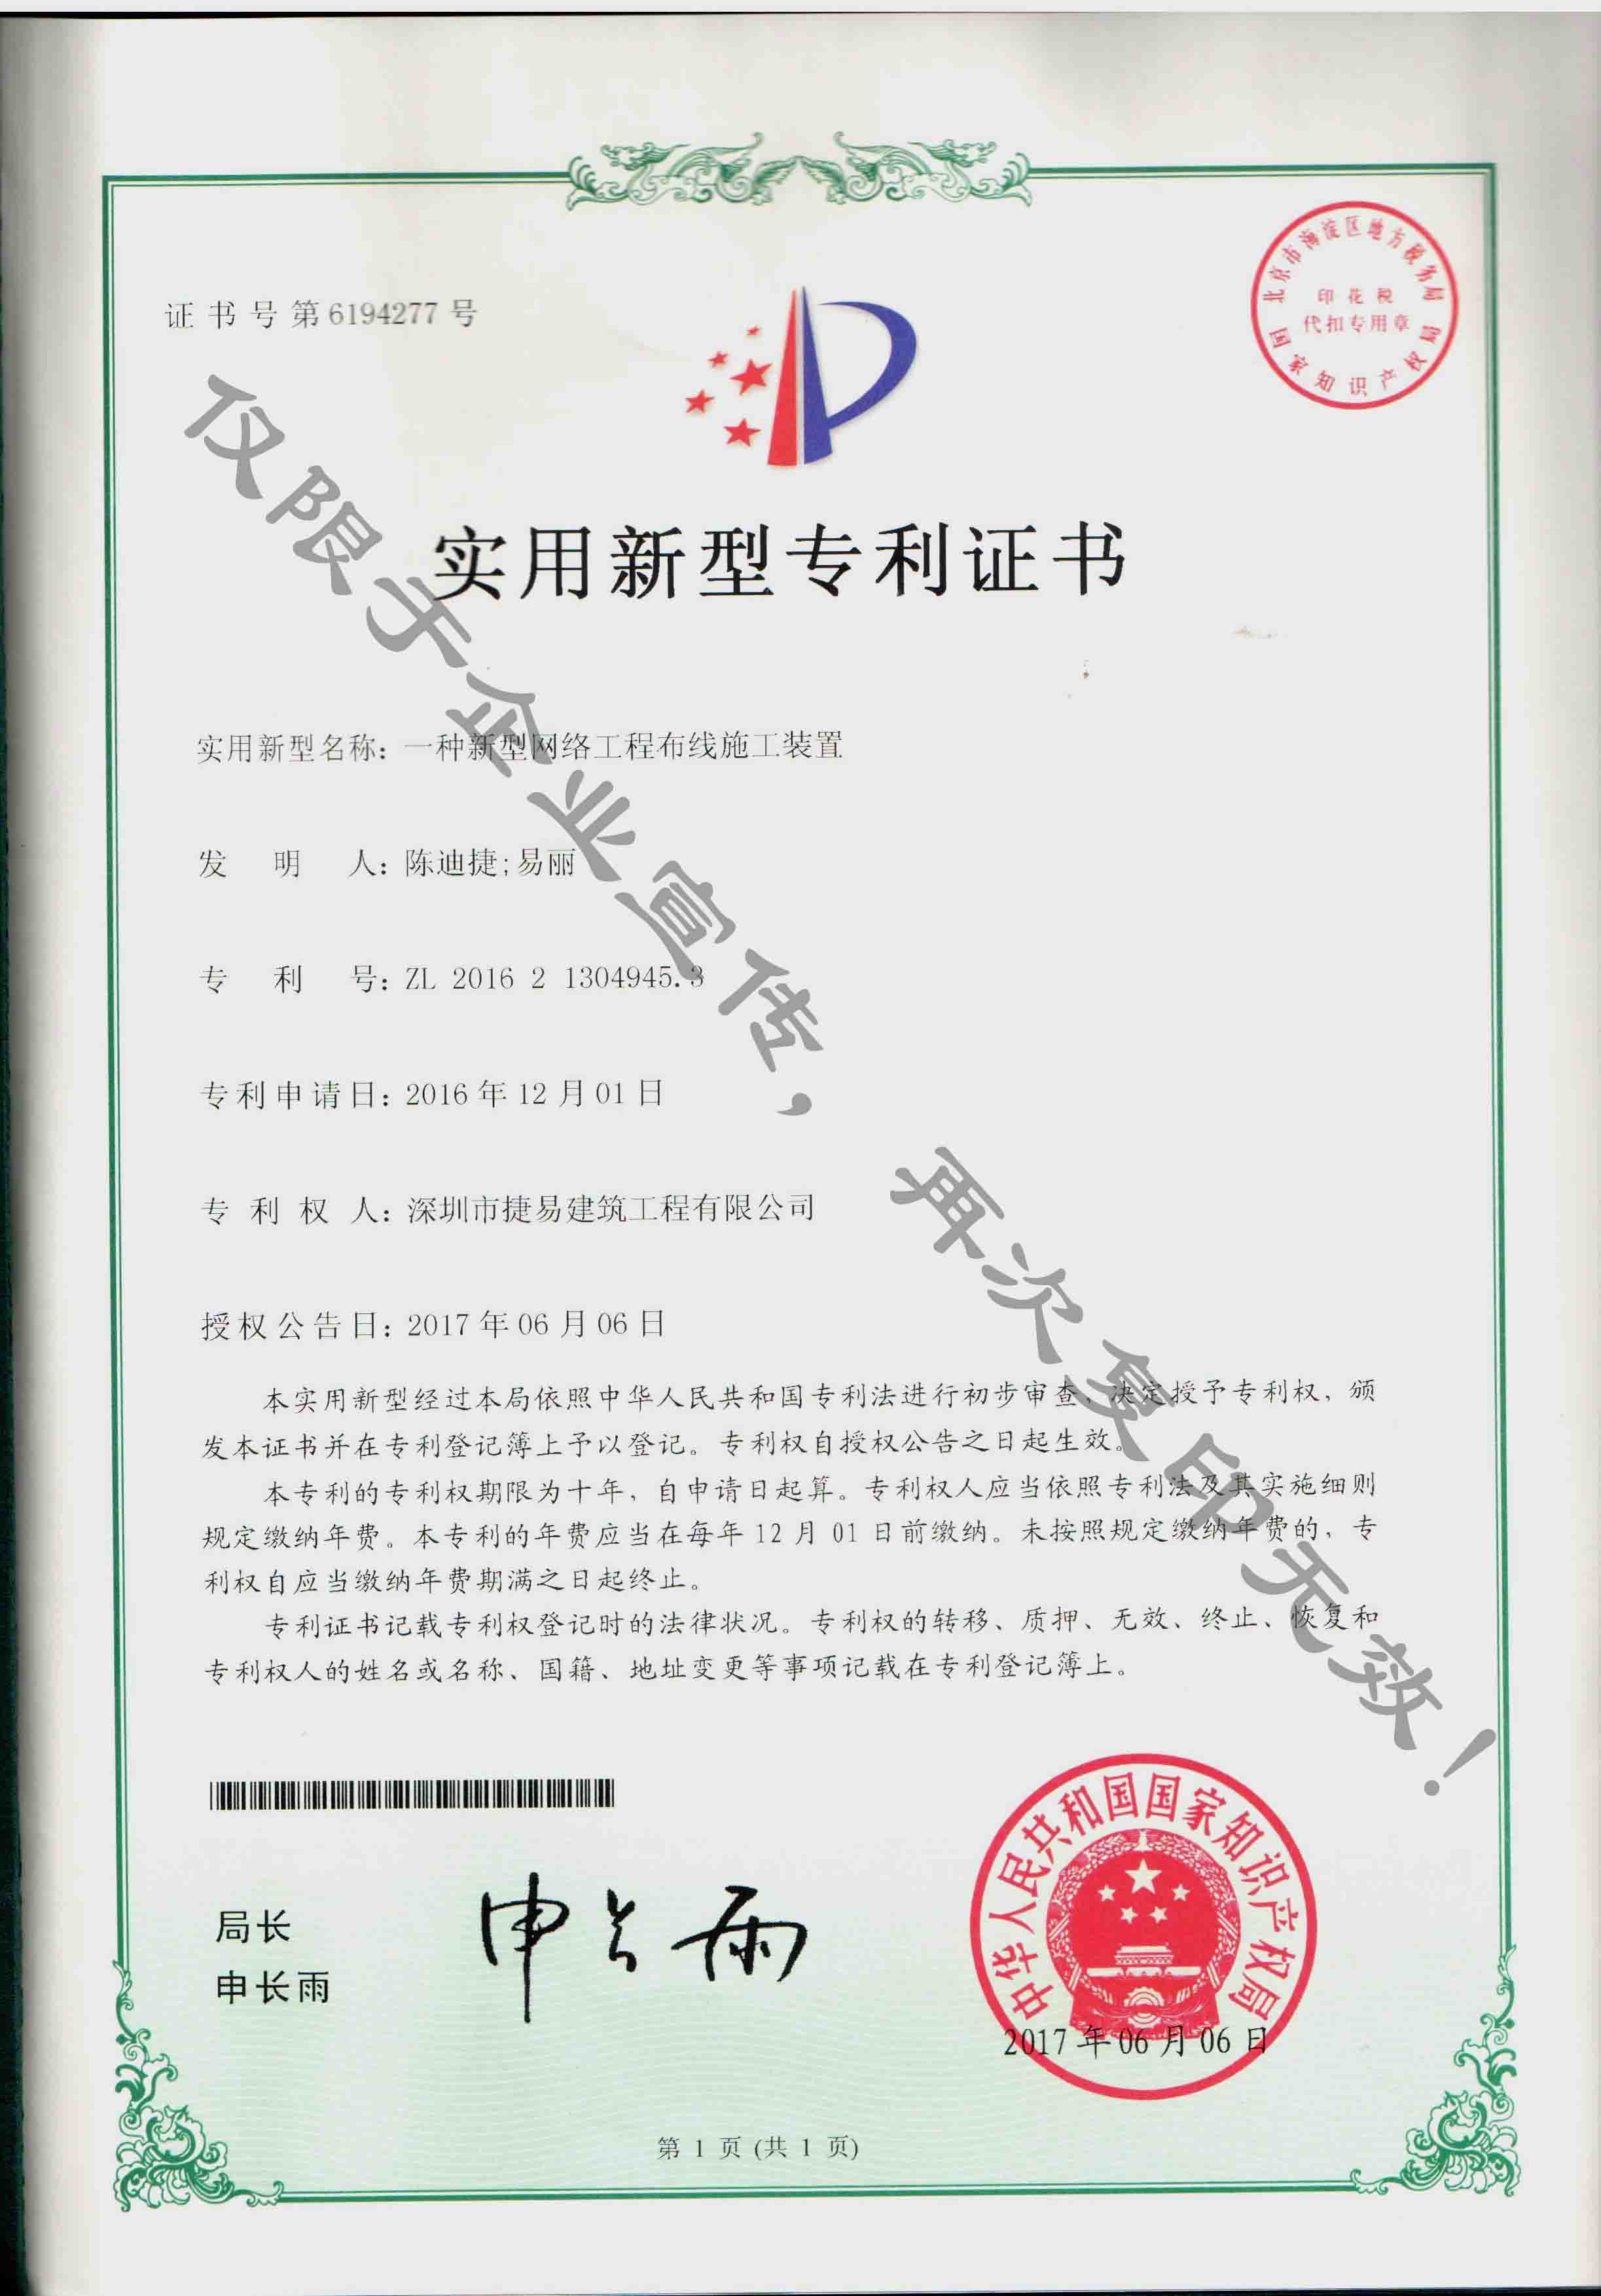 证书号第6194277号
北京市海淀区地方税务局
印花税
代扣专用章
国家知识产权局
实用新型专利证书
实用新型名称：一种新型网络工程布线施工装置
发明人：陈迪捷;易丽
专利号：ZL 2016 2 1304945.3
专利申请日：2016年12月01日
专利权人：深圳市捷易建筑工程有限公司
授权公告日：2017年06月06日
本实用新型经过本局依照中华人民共和国专利法进行初步审查，决定授予专利权，颁
发本证书并在专利登记簿上予以登记。专利权自授权公告之日起生效。
本专利的专利权期限为十年，自申请日起算。专利权人应当依照专利法及其实施细则
规定缴纳年费。本专利的年费应当在每年12月01日前缴纳。未按照规定缴纳年费的，专
利权自应当缴纳年费期满之日起终止。
专利证书记载专利权登记时的法律状况。专利权的转移、质押、无效、终止、恢复和
专利权人的姓名或名称、国籍、地址变更等事项记载在专利登记簿上。
局长
申长雨
申长雨
中华人民共和国国家知识产权局
2017年06月06日
第1页(共1页)
仅限于企业宣传，再次复印无效！